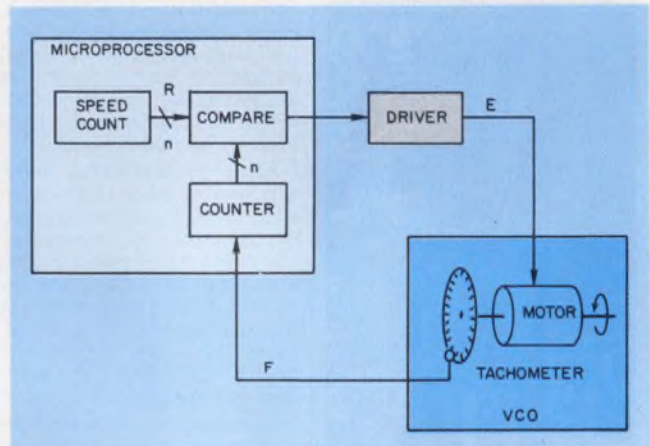 MICROPROCESSOR
SPEED COUNT
R
n
COMPARE
DRIVER
E
n
COUNTER
MOTOR
TACHOMETER
F
VCO